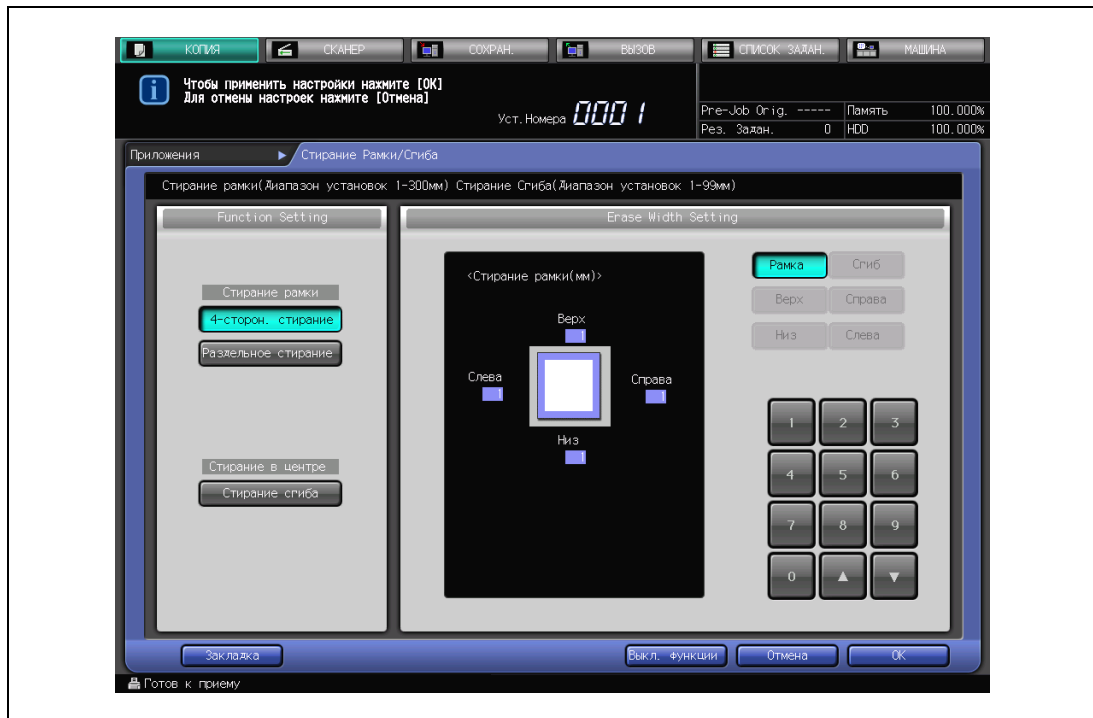 КОПИЯ СКАНЕР СОХРАН. ВЫЗОВ СПИСОК ЗАДАН. МАШИНА
Чтобы применить настройки нажмите [ОК]
Для отмены настроек нажмите [Отмена]
Уст.Номера 0001
Pre-Job Orig. ----- Память 100.000%
Рез. Задан. 0 HDD 100.000%
Приложения ▶ Стирание Рамки/Сгиба
Стирание рамки(Диапазон установок 1-300мм) Стирание Сгиба(Диапазон установок 1-99мм)
Function Setting
Стирание рамки
4-сторон. стирание
Раздельное стирание
Стирание в центре
Стирание сгиба
Erase Width Setting
<Стирание рамки(мм)>
Верх
1
Слева
1
Справа
1
Низ
1
Рамка Сгиб
Верх Справа
Низ Слева
1 2 3
4 5 6
7 8 9
0 ▲ ▼
Закладка Выкл. функции Отмена ОК
Готов к приему